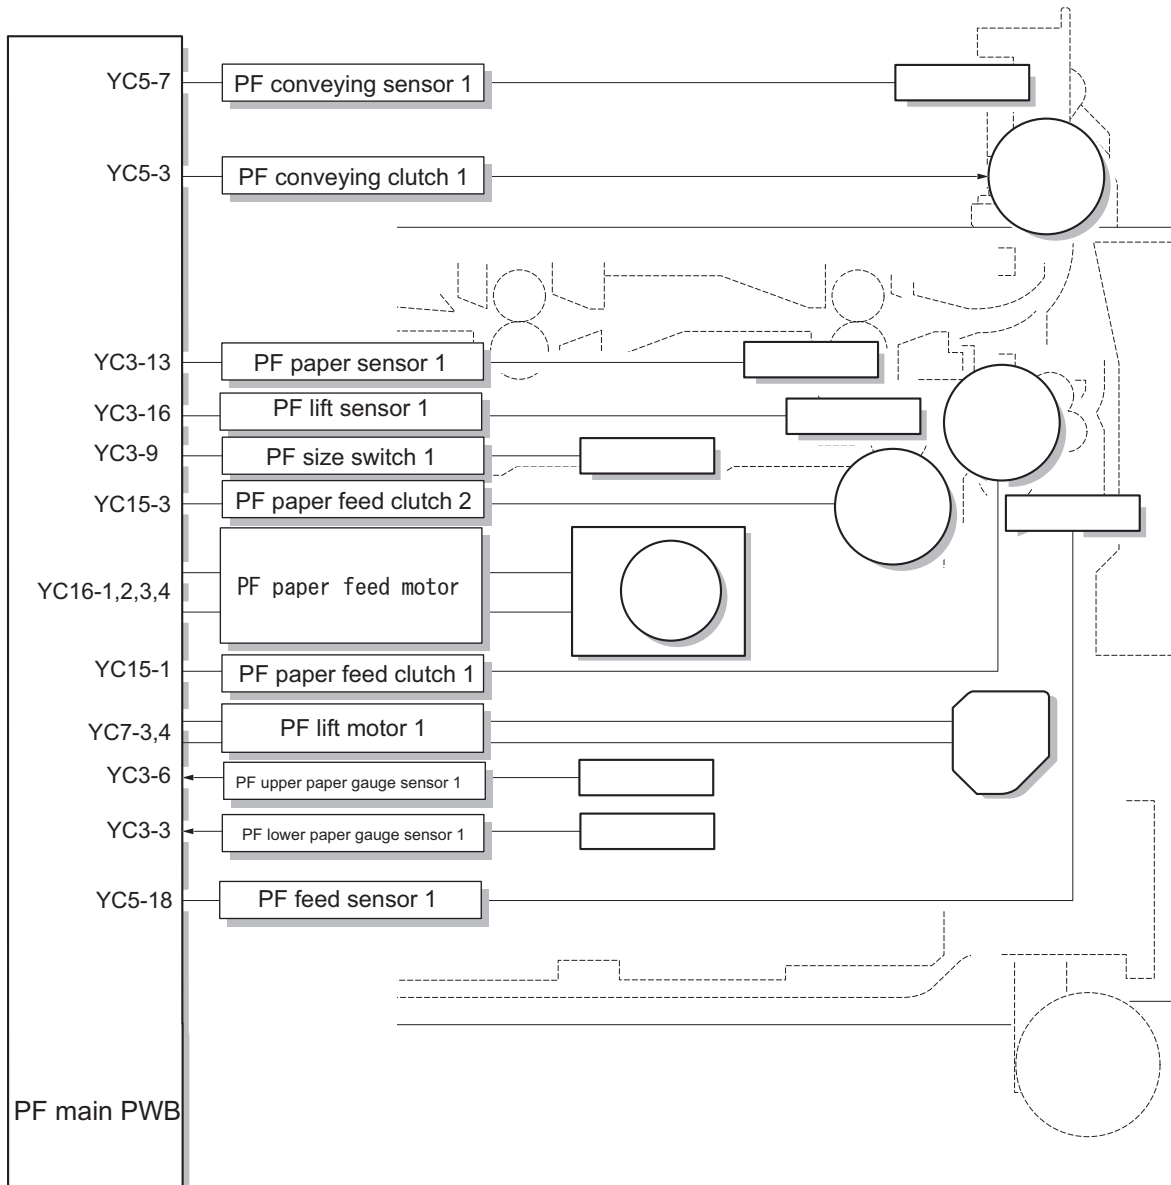 YC5-7 PF conveying sensor 1
YC5-3 PF conveying clutch 1
YC3-13 PF paper sensor 1
YC3-16 PF lift sensor 1
YC3-9 PF size switch 1
YC15-3 PF paper feed clutch 2
YC16-1,2,3,4 PF paper feed motor
YC15-1 PF paper feed clutch 1
YC7-3,4 PF lift motor 1
YC3-6 PF upper paper gauge sensor 1
YC3-3 PF lower paper gauge sensor 1
YC5-18 PF feed sensor 1
PF main PWB